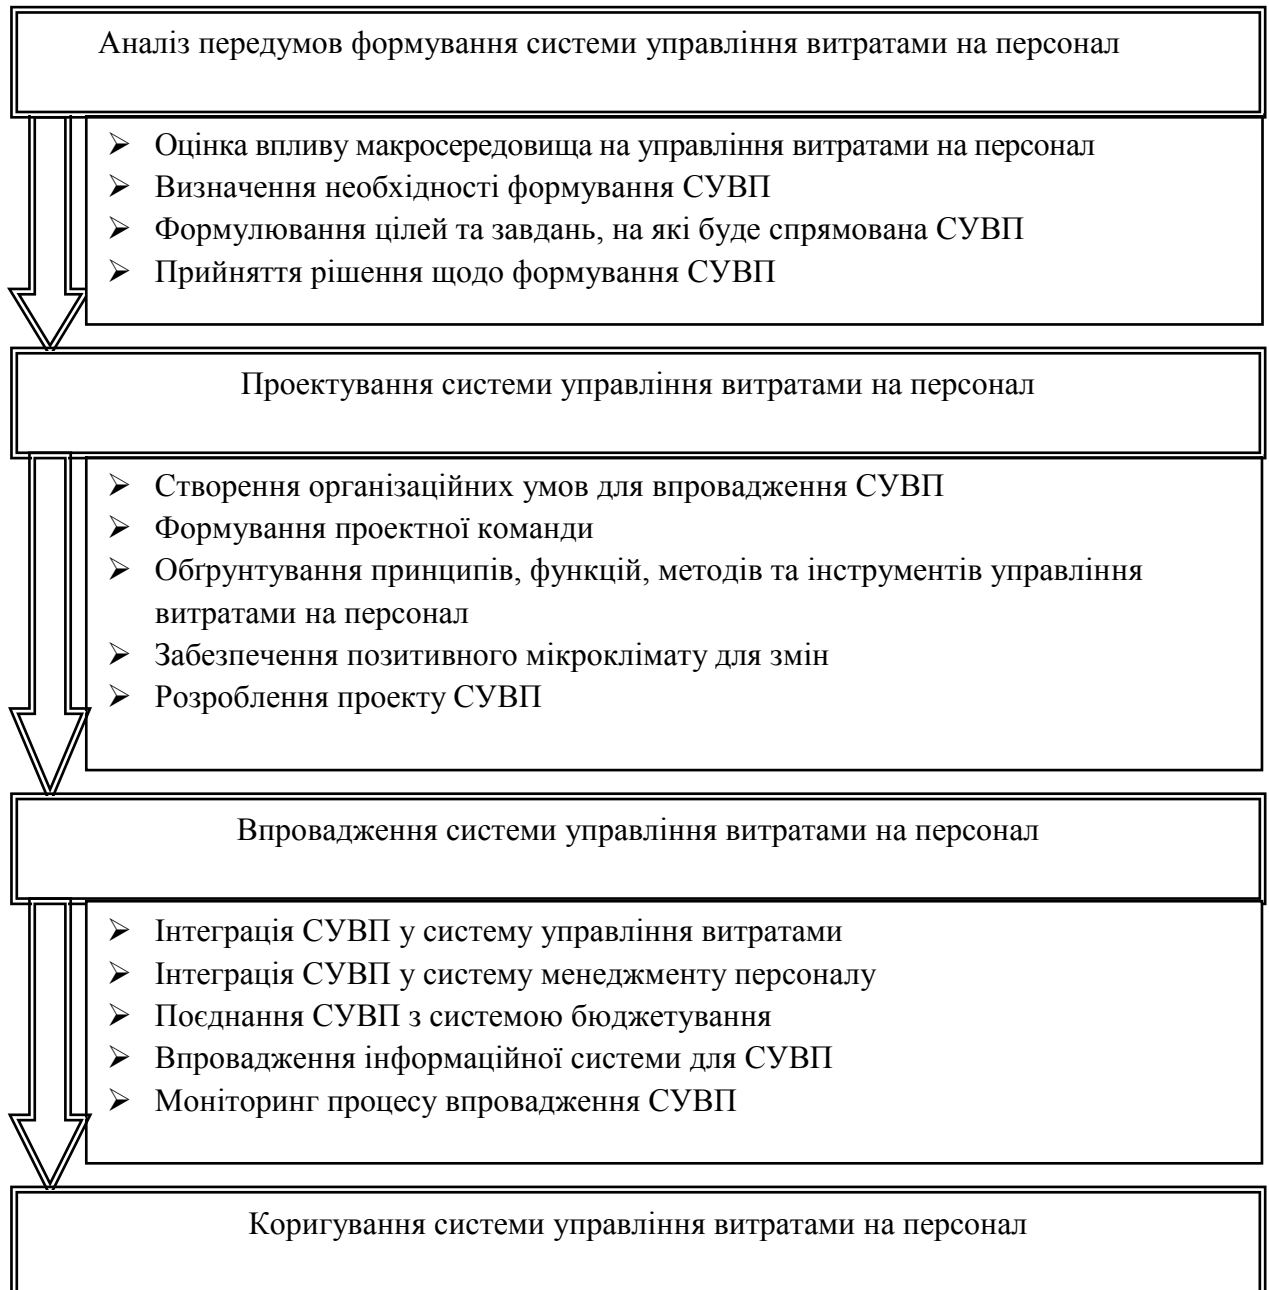 Аналіз передумов формування системи управління витратами на персонал
➢ Оцінка впливу макросередовища на управління витратами на персонал
➢ Визначення необхідності формування СУВП
➢ Формулювання цілей та завдань, на які буде спрямована СУВП
➢ Прийняття рішення щодо формування СУВП
Проектування системи управління витратами на персонал
➢ Створення організаційних умов для впровадження СУВП
➢ Формування проектної команди
➢ Обґрунтування принципів, функцій, методів та інструментів управління
витратами на персонал
➢ Забезпечення позитивного мікроклімату для змін
➢ Розроблення проекту СУВП
Впровадження системи управління витратами на персонал
➢ Інтеграція СУВП у систему управління витратами
➢ Інтеграція СУВП у систему менеджменту персоналу
➢ Поєднання СУВП з системою бюджетування
➢ Впровадження інформаційної системи для СУВП
➢ Моніторинг процесу впровадження СУВП
Коригування системи управління витратами на персонал